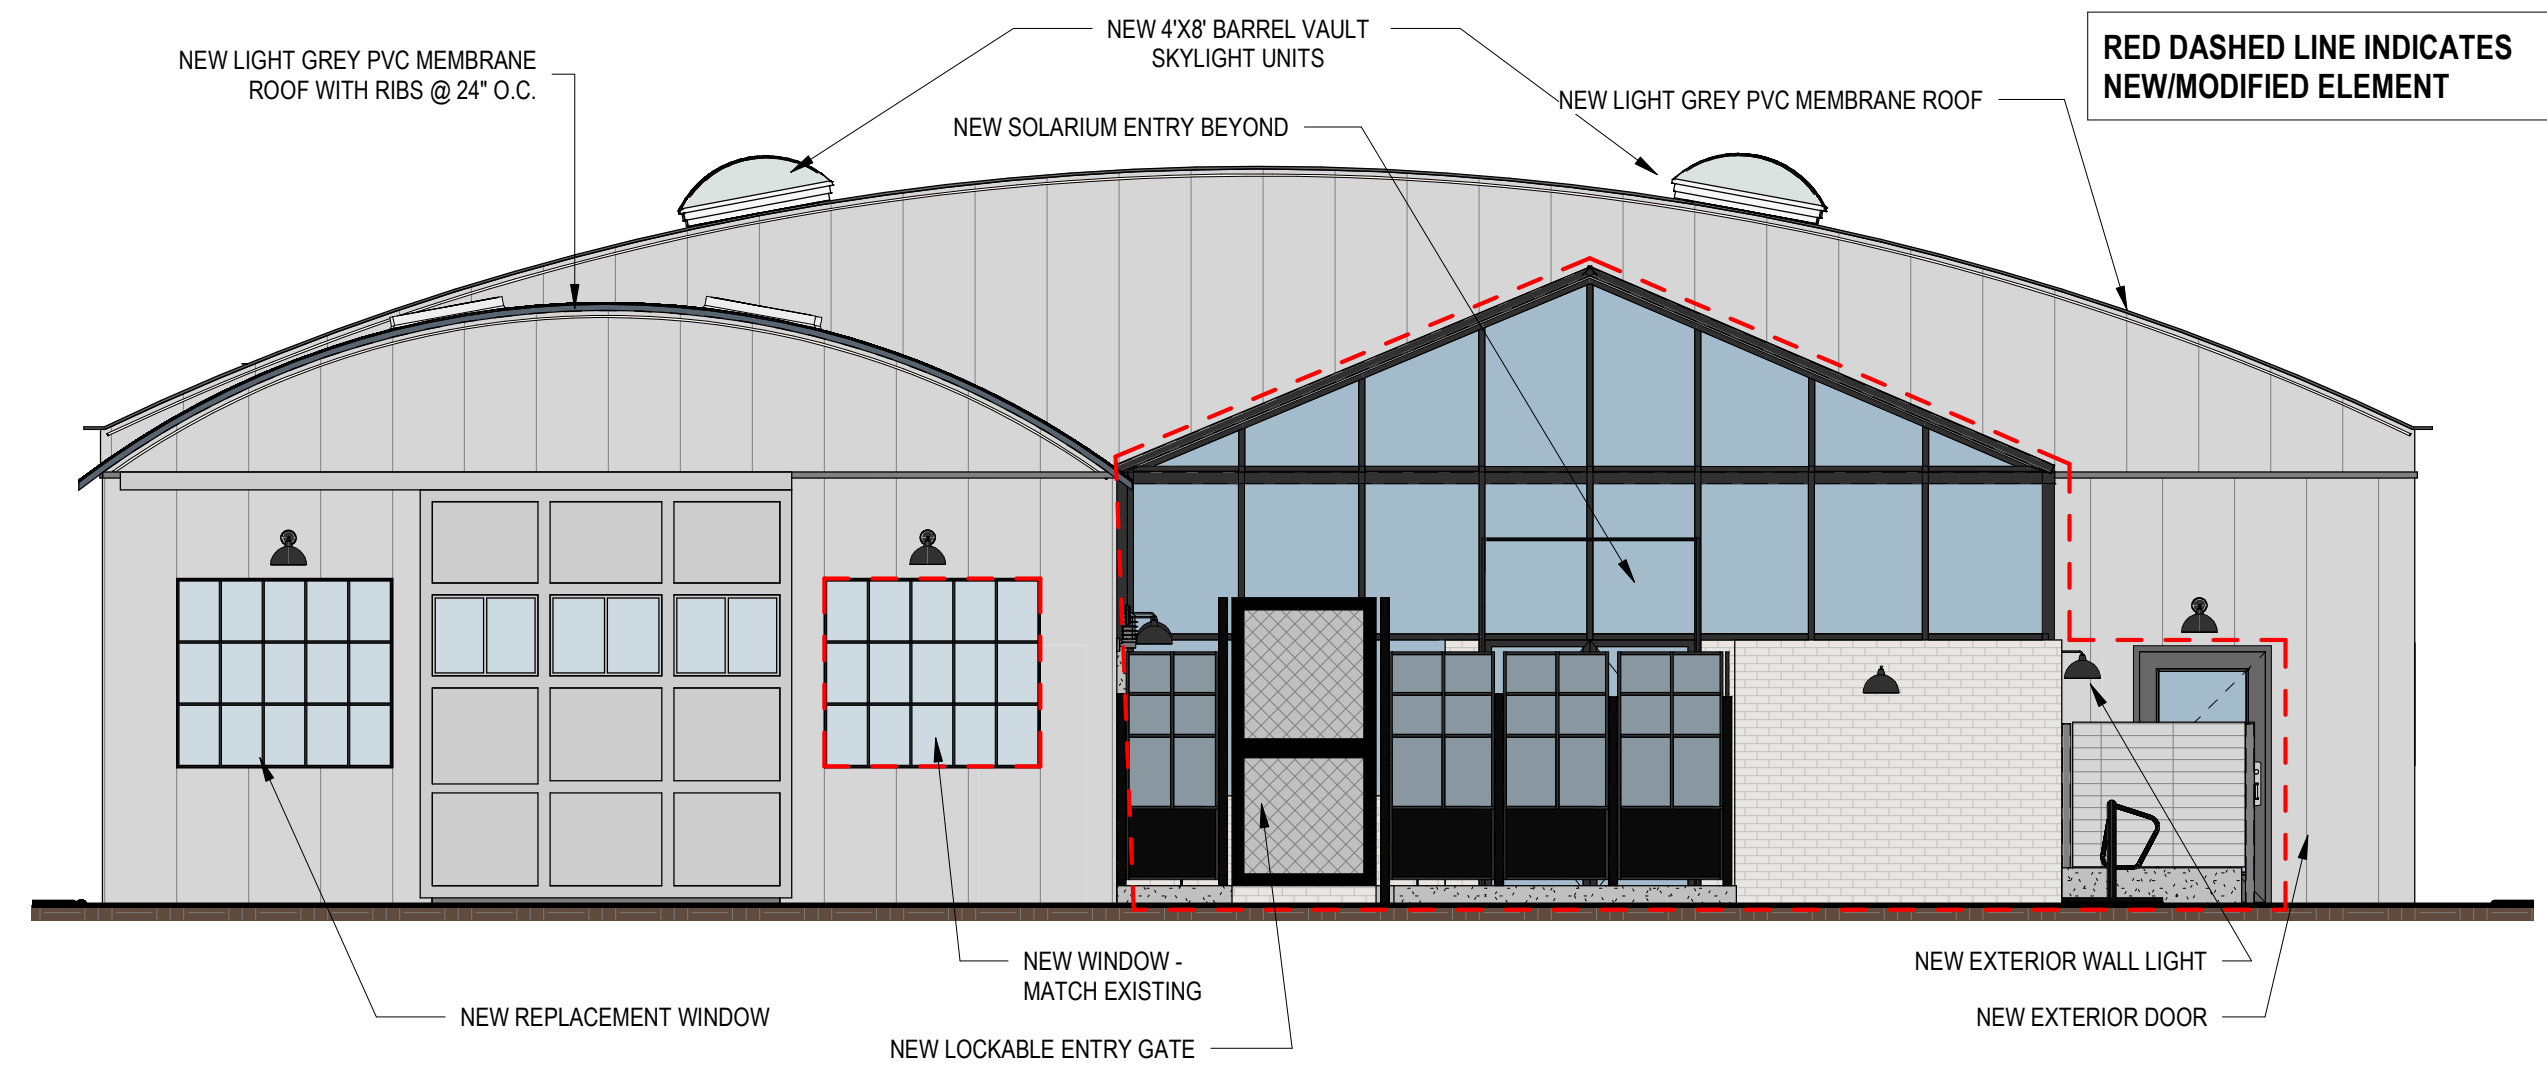 NEW 4'X8' BARREL VAULT
SKYLIGHT UNITS
RED DASHED LINE INDICATES
NEW/MODIFIED ELEMENT
NEW LIGHT GREY PVC MEMBRANE
ROOF WITH RIBS @ 24" O.C.
NEW LIGHT GREY PVC MEMBRANE ROOF
NEW SOLARIUM ENTRY BEYOND
NEW WINDOW -
MATCH EXISTING
NEW EXTERIOR WALL LIGHT
NEW REPLACEMENT WINDOW
NEW EXTERIOR DOOR
NEW LOCKABLE ENTRY GATE